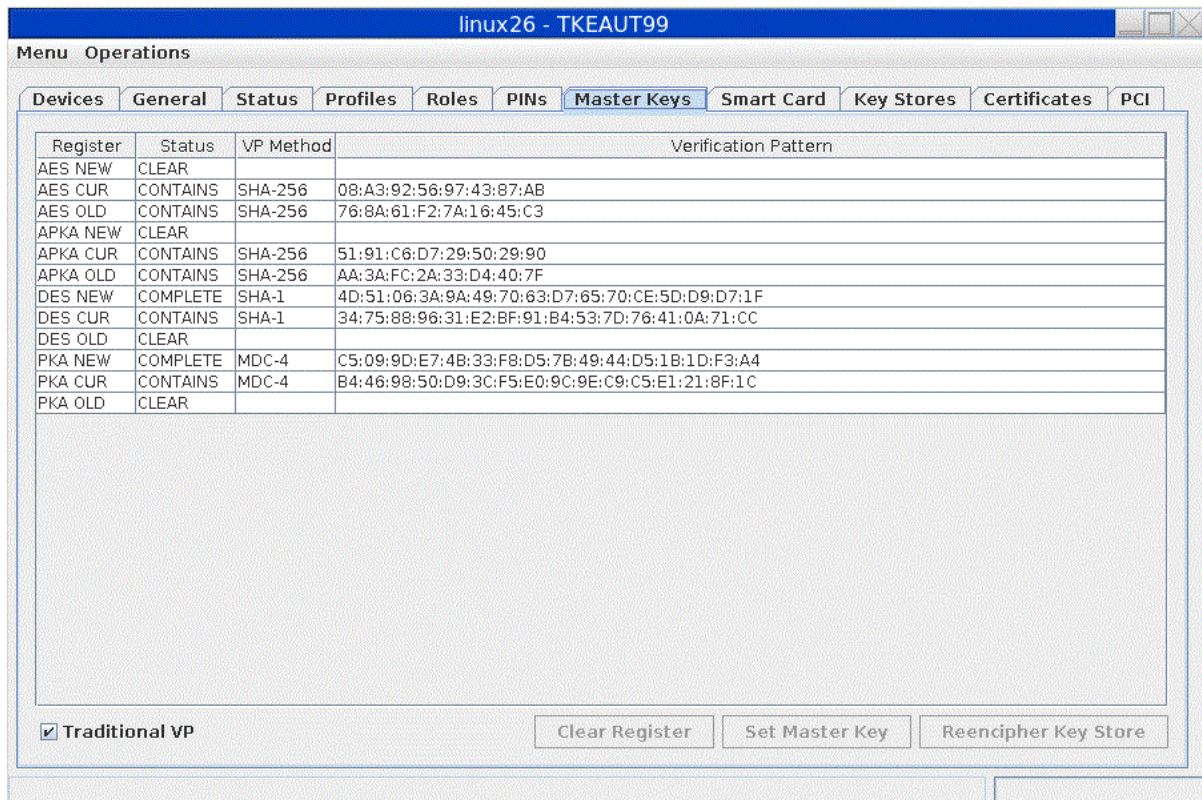 linux26 - TKEAUT99
Menu Operations
Devices General Status Profiles Roles PINs Master Keys Smart Card Key Stores Certificates PCI
Register Status VP Method Verification Pattern
AES NEW CLEAR
AES CUR CONTAINS SHA-256 08:A3:92:56:97:43:87:AB
AES OLD CONTAINS SHA-256 76:8A:61:F2:7A:16:45:C3
APKA NEW CLEAR
APKA CUR CONTAINS SHA-256 51:91:C6:D7:29:50:29:90
APKA OLD CONTAINS SHA-256 AA:3A:FC:2A:33:D4:40:7F
DES NEW COMPLETE SHA-1 4D:51:06:3A:9A:49:70:63:D7:65:70:CE:5D:D9:D7:1F
DES CUR CONTAINS SHA-1 34:75:88:96:31:E2:BF:91:B4:53:7D:76:41:0A:71:CC
DES OLD CLEAR
PKA NEW COMPLETE MDC-4 C5:09:9D:E7:4B:33:F8:D5:7B:49:44:D5:1B:1D:F3:A4
PKA CUR CONTAINS MDC-4 B4:46:98:50:D9:3C:F5:E0:9C:9E:C9:C5:E1:21:8F:1C
PKA OLD CLEAR
Traditional VP Clear Register Set Master Key Reencipher Key Store